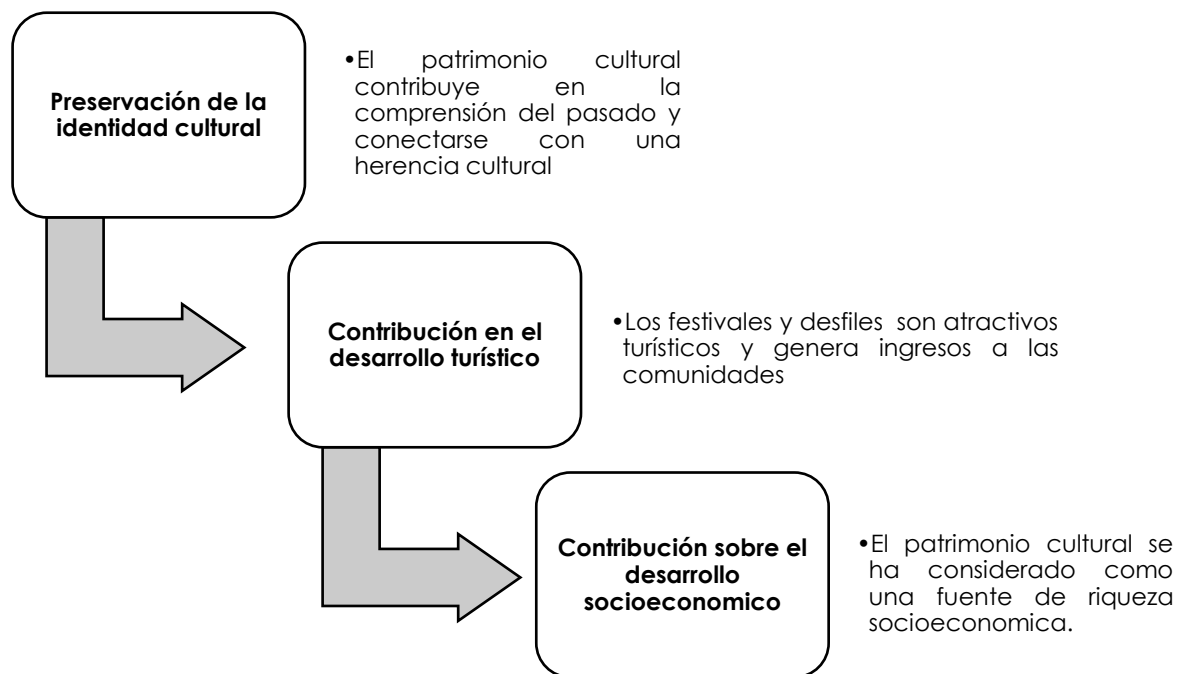 Preservación de la
identidad cultural
•El patrimonio cultural
contribuye en la
comprensión del pasado y
conectarse con una
herencia cultural
Contribución en el
desarrollo turístico
•Los festivales y desfiles son atractivos
turísticos y genera ingresos a las
comunidades
Contribución sobre el
desarrollo
socioeconomico
•El patrimonio cultural se
ha considerado como
una fuente de riqueza
socioeconomica.